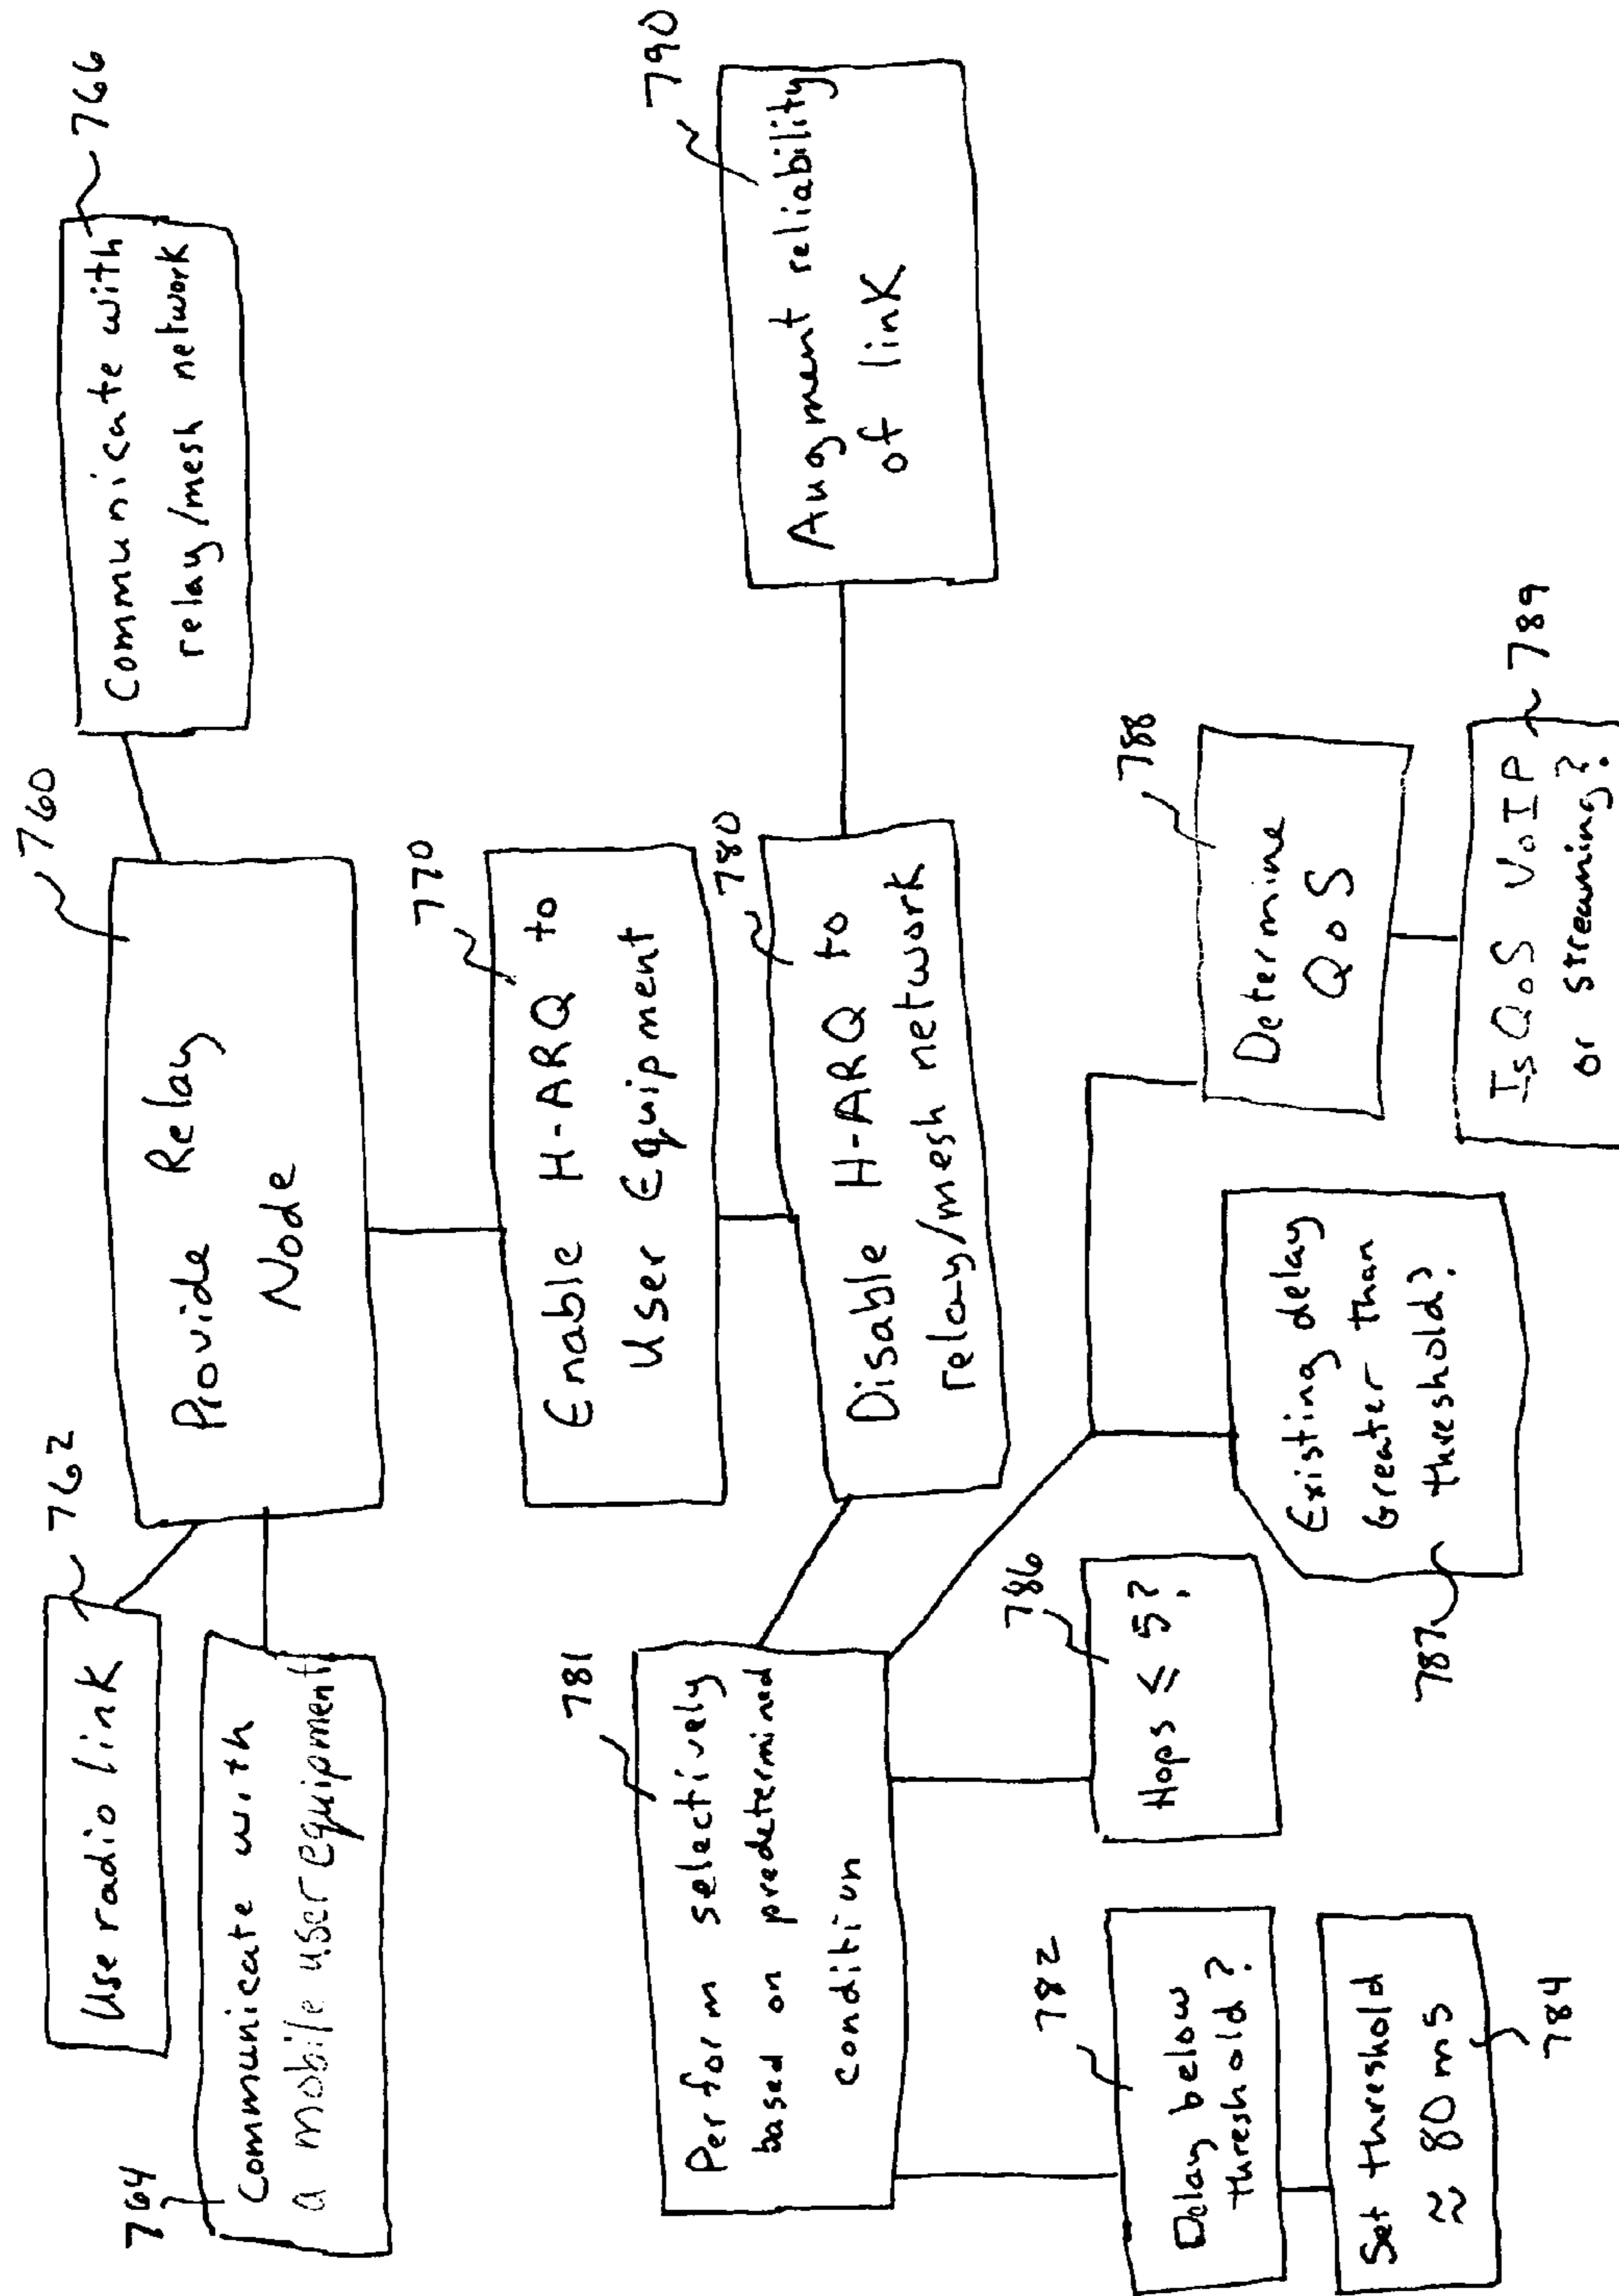 760
762
766
Use radio link
Provide Relay
Node
Communicate with
relay/mesh network
764
Communicate with
a mobile user equipment
770
Enable H-ARQ to
User Equipment
780
Disable H-ARQ to
relay/mesh network
790
Augment reliability
of link
781
Perform selectively
based on predetermined
condition
782
Delay below
threshold?
Set threshold
≈ 80 ms
784
786
Hops ≤ 5?
Existing delay
Greater than
threshold?
787
788
Determine
QoS
Is QoS VoIP
or streaming?
789